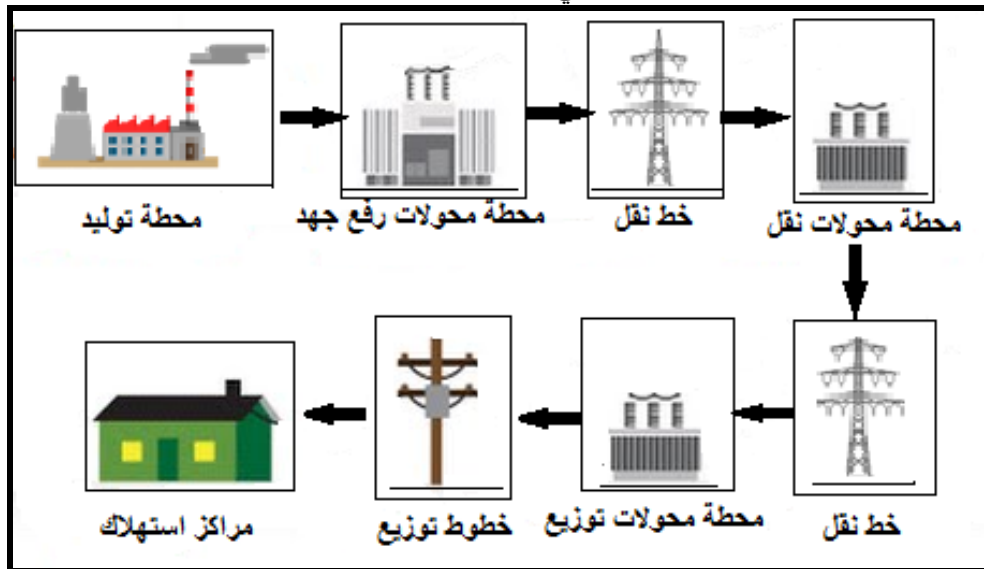 محطة توليد
محطة محولات رفع جهد
خط نقل
محطة محولات نقل
خط نقل
محطة محولات توزيع
خطوط توزيع
مراكز استهلاك